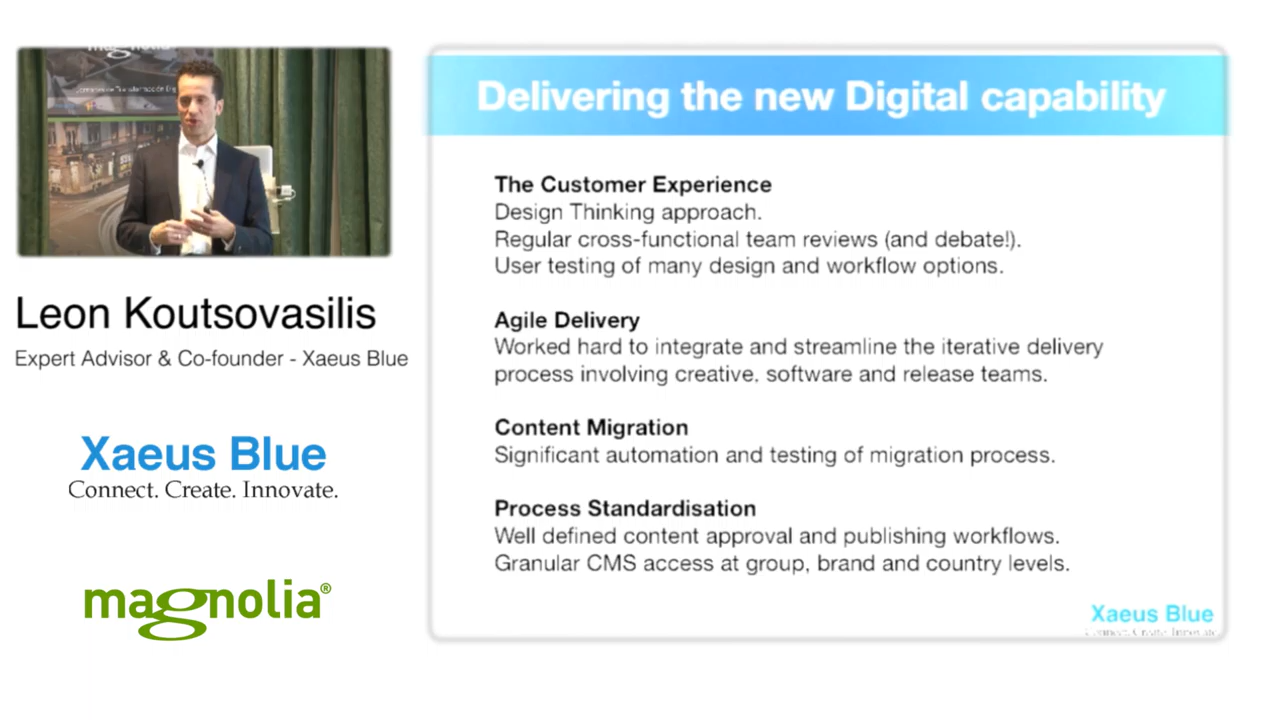 magnolia
Delivering the new Digital capability
The Customer Experience
Design Thinking approach.
Regular cross-functional team reviews (and debate!).
User testing of many design and workflow options.
Agile Delivery
Worked hard to integrate and streamline the iterative delivery
process involving creative. software and release teams.
Content Migration
Significant automation and testing of migration process.
Process Standardisation
Well defined content approval and publishing workflows.
Granular CMS access at group, brand and country levels.
Xaeus Blue
Connect. Create. Innovate.
Leon Koutsovasilis
Expert Advisor & Co-founder - Xaeus Blue
Xaeus Blue
Connect. Create. Innovate.
magnolia®